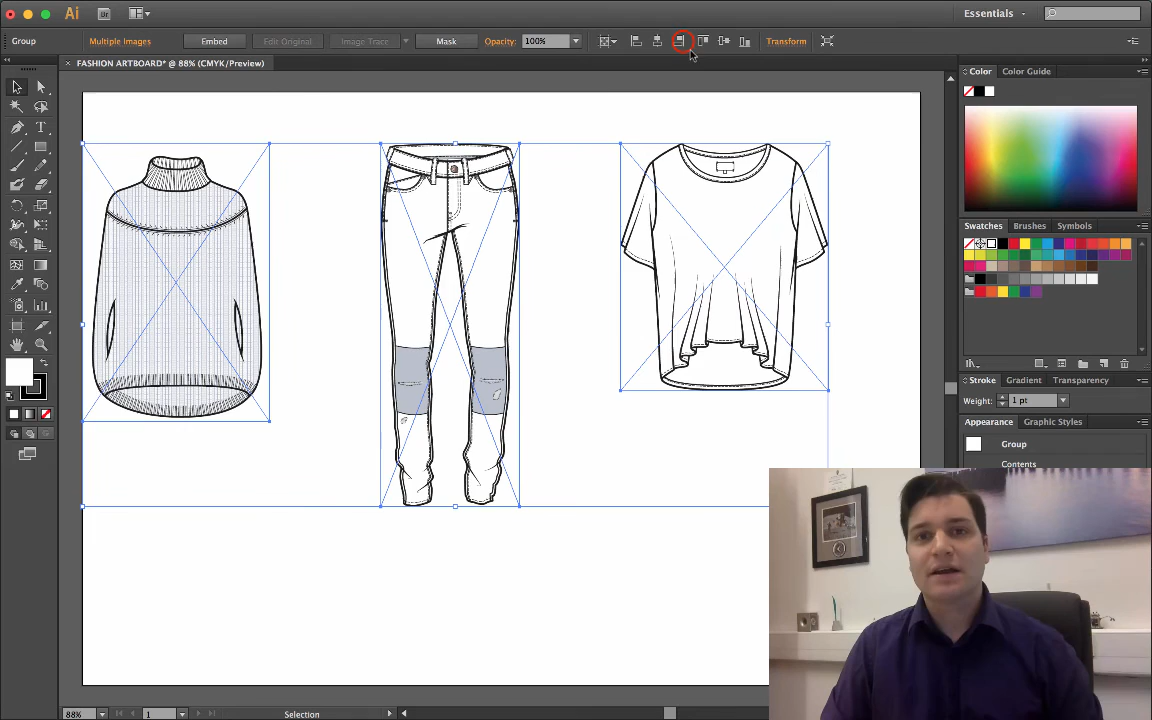 Ai Br Essentials
Group Multiple Images Embed Edit Original Image Trace Mask Opacity: 100% Transform
× FASHION ARTBOARD* @ 88% (CMYK/Preview)
Color Color Guide
T
Swatches Brushes Symbols
Stroke Gradient Transparency
Weight: 1 pt
Appearance Graphic Styles
Group
Contents
88% 1 Selection